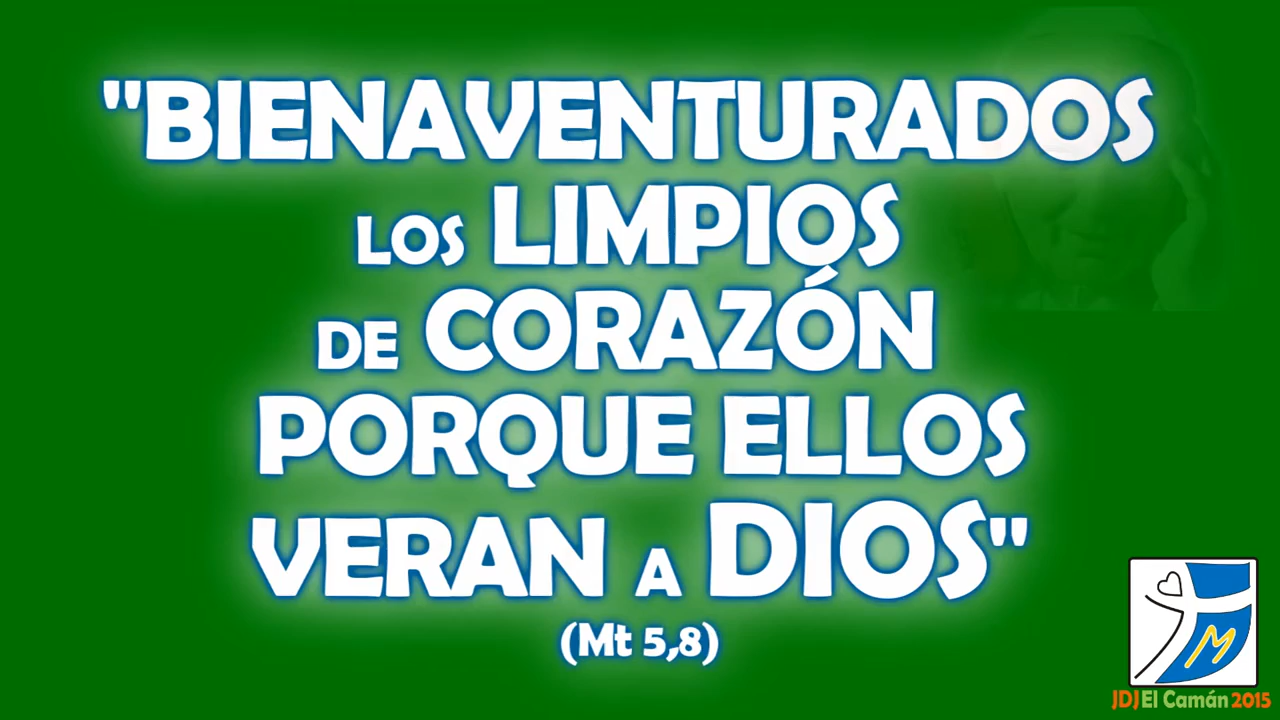 "BIENAVENTURADOS
LOS LIMPIOS
DE CORAZÓN
PORQUE ELLOS
VERAN A DIOS"
(Mt 5,8)
M
JDJ El Camán 2015